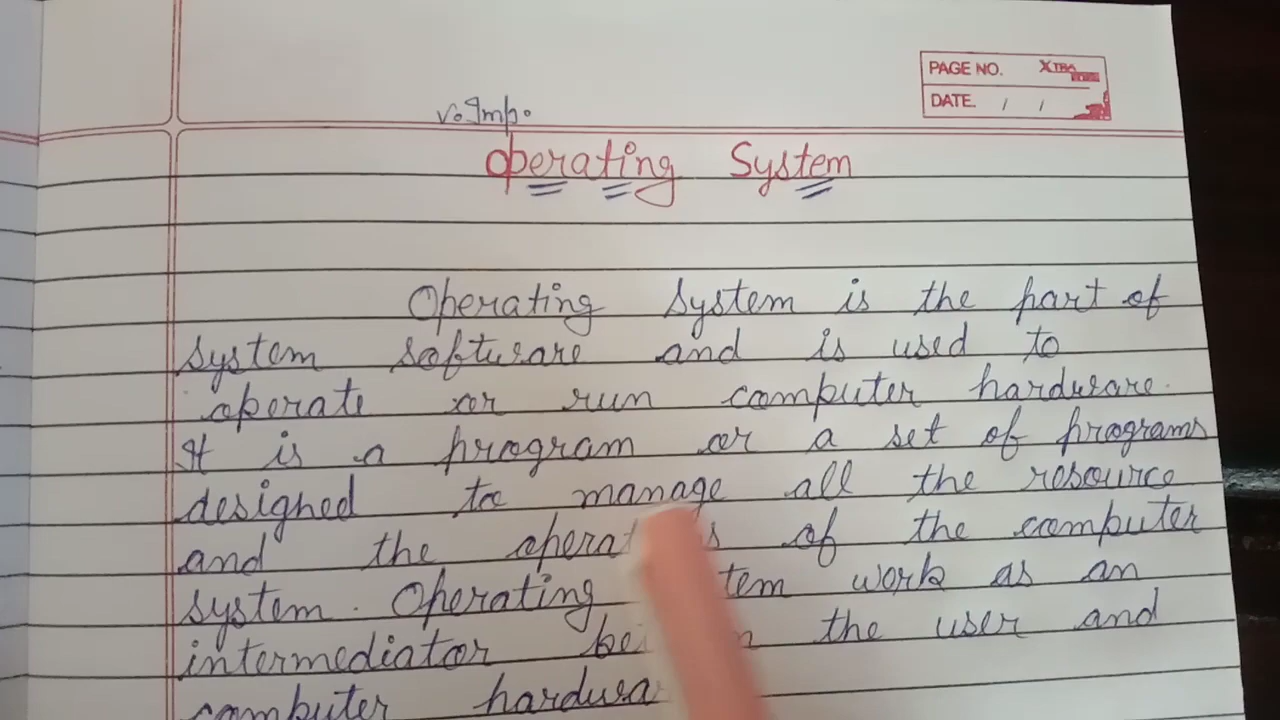 PAGE NO.
DATE. / /
v. Imp.
Operating System
Operating System is the part of
system software and is used to
operate or run computer hardware.
It is a program or a set of programs
designed to manage all the resource
and the of the computer
system. Operating work as an
intermediator the user and
computer